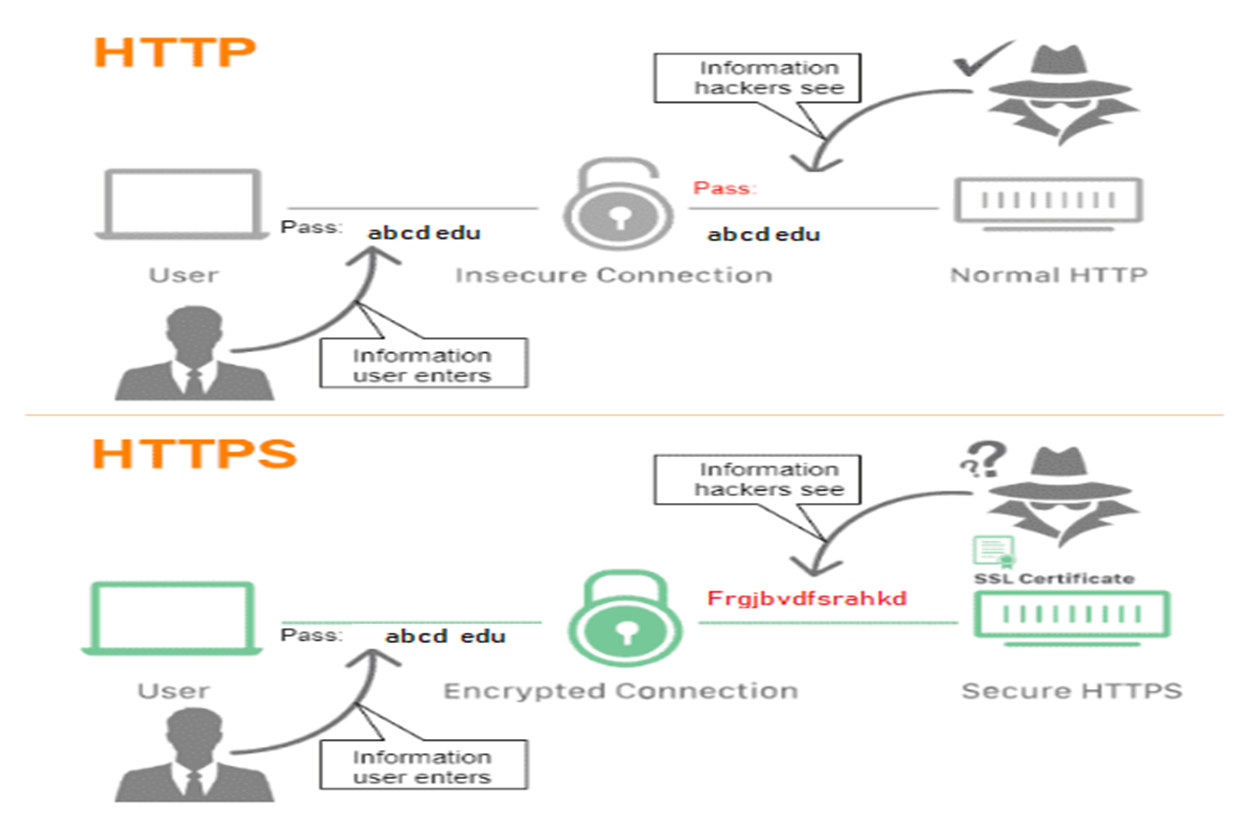 HTTP
Information
hackers see
Pass:
Pass: abcd edu
abcd edu
User
Insecure Connection
Normal HTTP
Information
user enters
HTTPS
Information
hackers see
SSL Certificate
Frgjbvdfsrahkd
Pass: abcd edu
User
Encrypted Connection
Secure HTTPS
Information
user enters